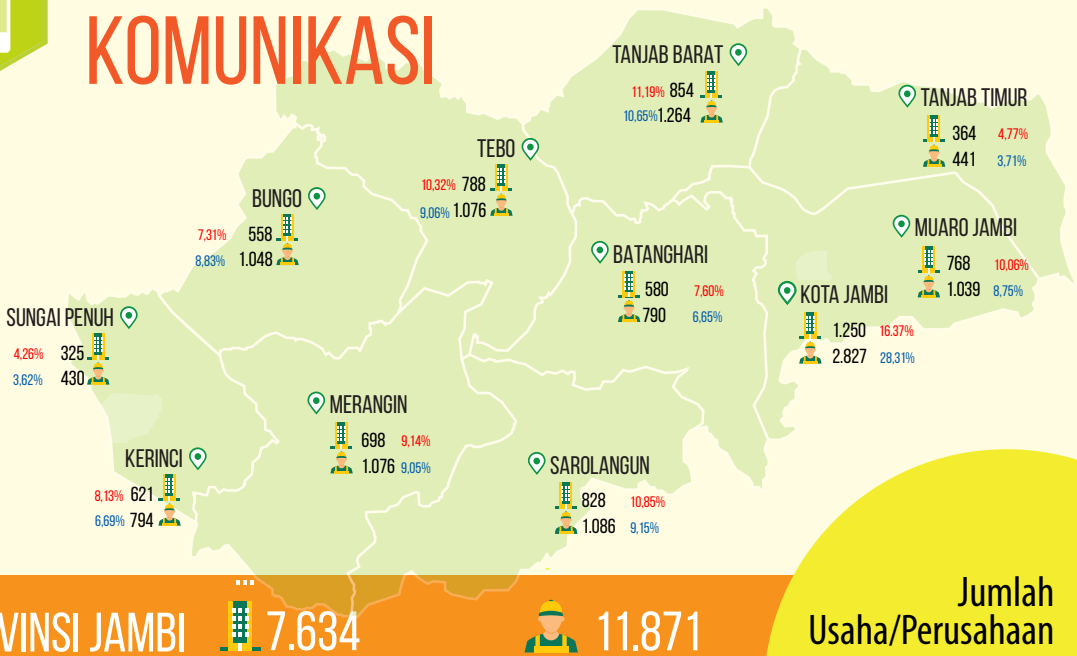 KOMUNIKASI
TANJAB BARAT
11,19% 854
10,65% 1.264
TANJAB TIMUR
364 4,77%
441 3,71%
TEBO
10,32% 788
9,06% 1.076
BUNGO
7,31% 558
8,83% 1.048
BATANGHARI
580 7,60%
790 6,65%
MUARO JAMBI
768 10,06%
1.039 8,75%
KOTA JAMBI
1.250 16.37%
2.827 28,31%
SUNGAI PENUH
4,26% 325
3,62% 430
MERANGIN
698 9,14%
1.076 9,05%
KERINCI
8,13% 621
6,69% 794
SAROLANGUN
828 10,85%
1.086 9,15%
VINSI JAMBI 7.634 11.871
Jumlah
Usaha/Perusahaan